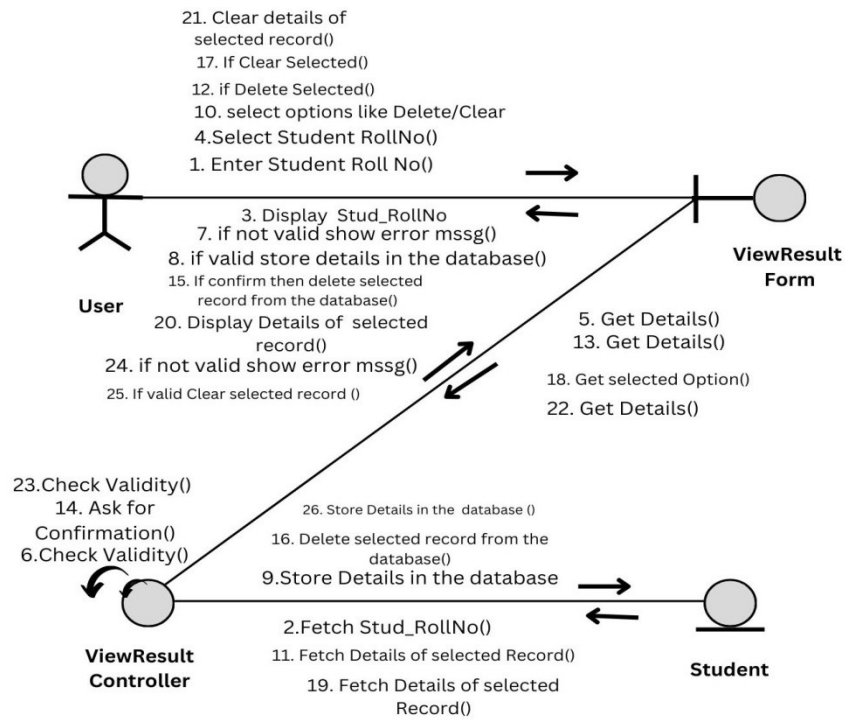 21. Clear details of
selected record()
17. If Clear Selected()
12. if Delete Selected()
10. select options like Delete/Clear
4.Select Student RollNo()
1. Enter Student Roll No()
3. Display Stud_RollNo
7. if not valid show error mssg()
8. if valid store details in the database()
15. If confirm then delete selected
record from the database()
20. Display Details of selected
record()
24. if not valid show error mssg()
25. If valid Clear selected record ()
User
ViewResult
Form
5. Get Details()
13. Get Details()
18. Get selected Option()
22. Get Details()
23.Check Validity()
14. Ask for
Confirmation()
6.Check Validity()
26. Store Details in the database ()
16. Delete selected record from the
database()
9.Store Details in the database
2.Fetch Stud_RollNo()
11. Fetch Details of selected Record()
19. Fetch Details of selected
Record()
ViewResult
Controller
Student